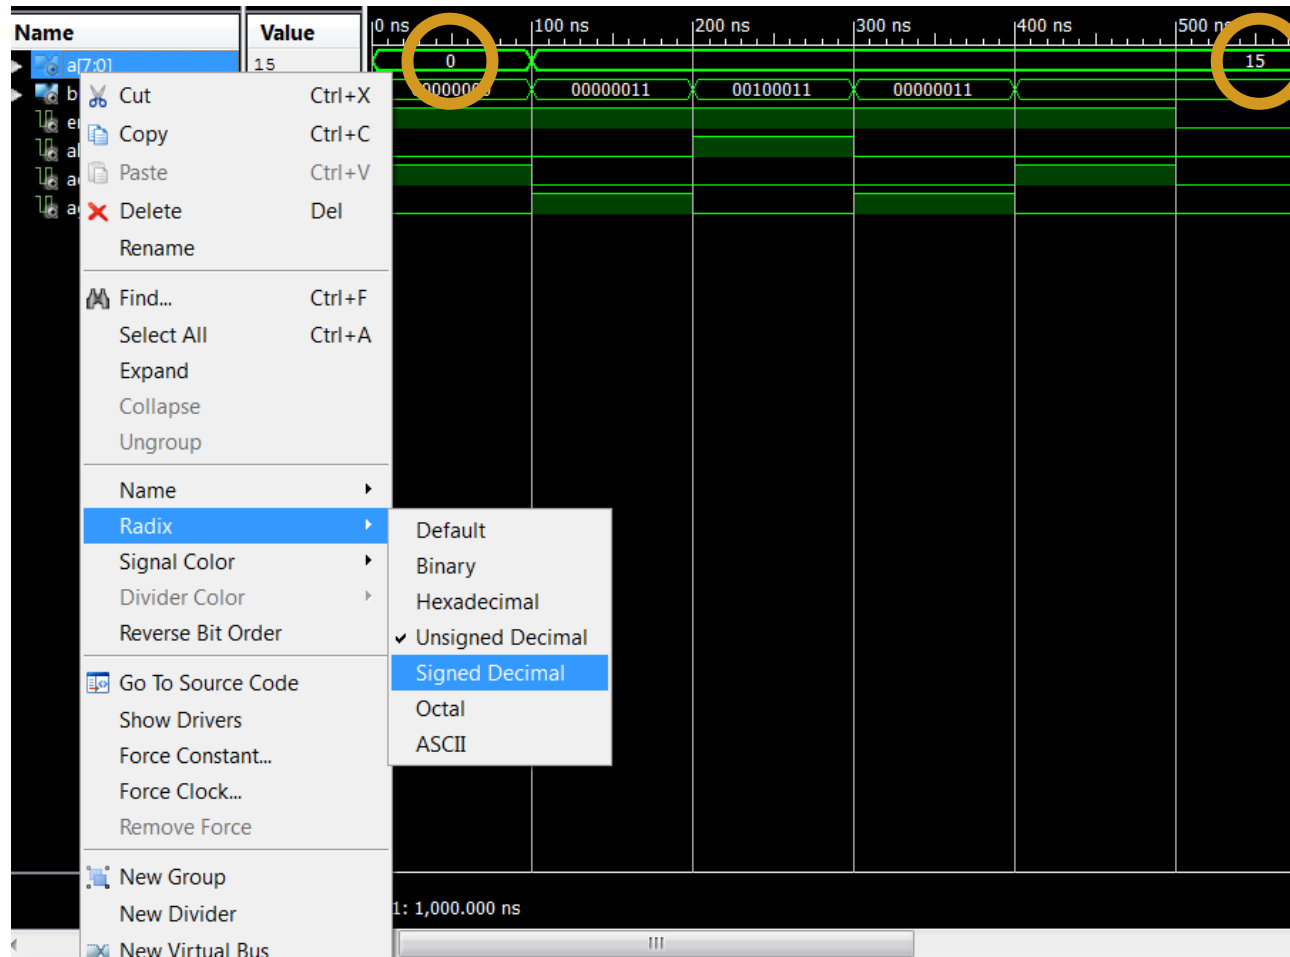 Name Value 0 ns 100 ns 200 ns 300 ns 400 ns 500 ns
a[7:0] 15 0 15
b 00000000 00000011 00100011 00000011
Cut Ctrl+X
Copy Ctrl+C
Paste Ctrl+V
Delete Del
Rename
Find... Ctrl+F
Select All Ctrl+A
Expand
Collapse
Ungroup
Name
Radix
Signal Color
Divider Color
Reverse Bit Order
Default
Binary
Hexadecimal
Unsigned Decimal
Signed Decimal
Octal
ASCII
Go To Source Code
Show Drivers
Force Constant...
Force Clock...
Remove Force
New Group
New Divider
New Virtual Bus
1: 1,000.000 ns